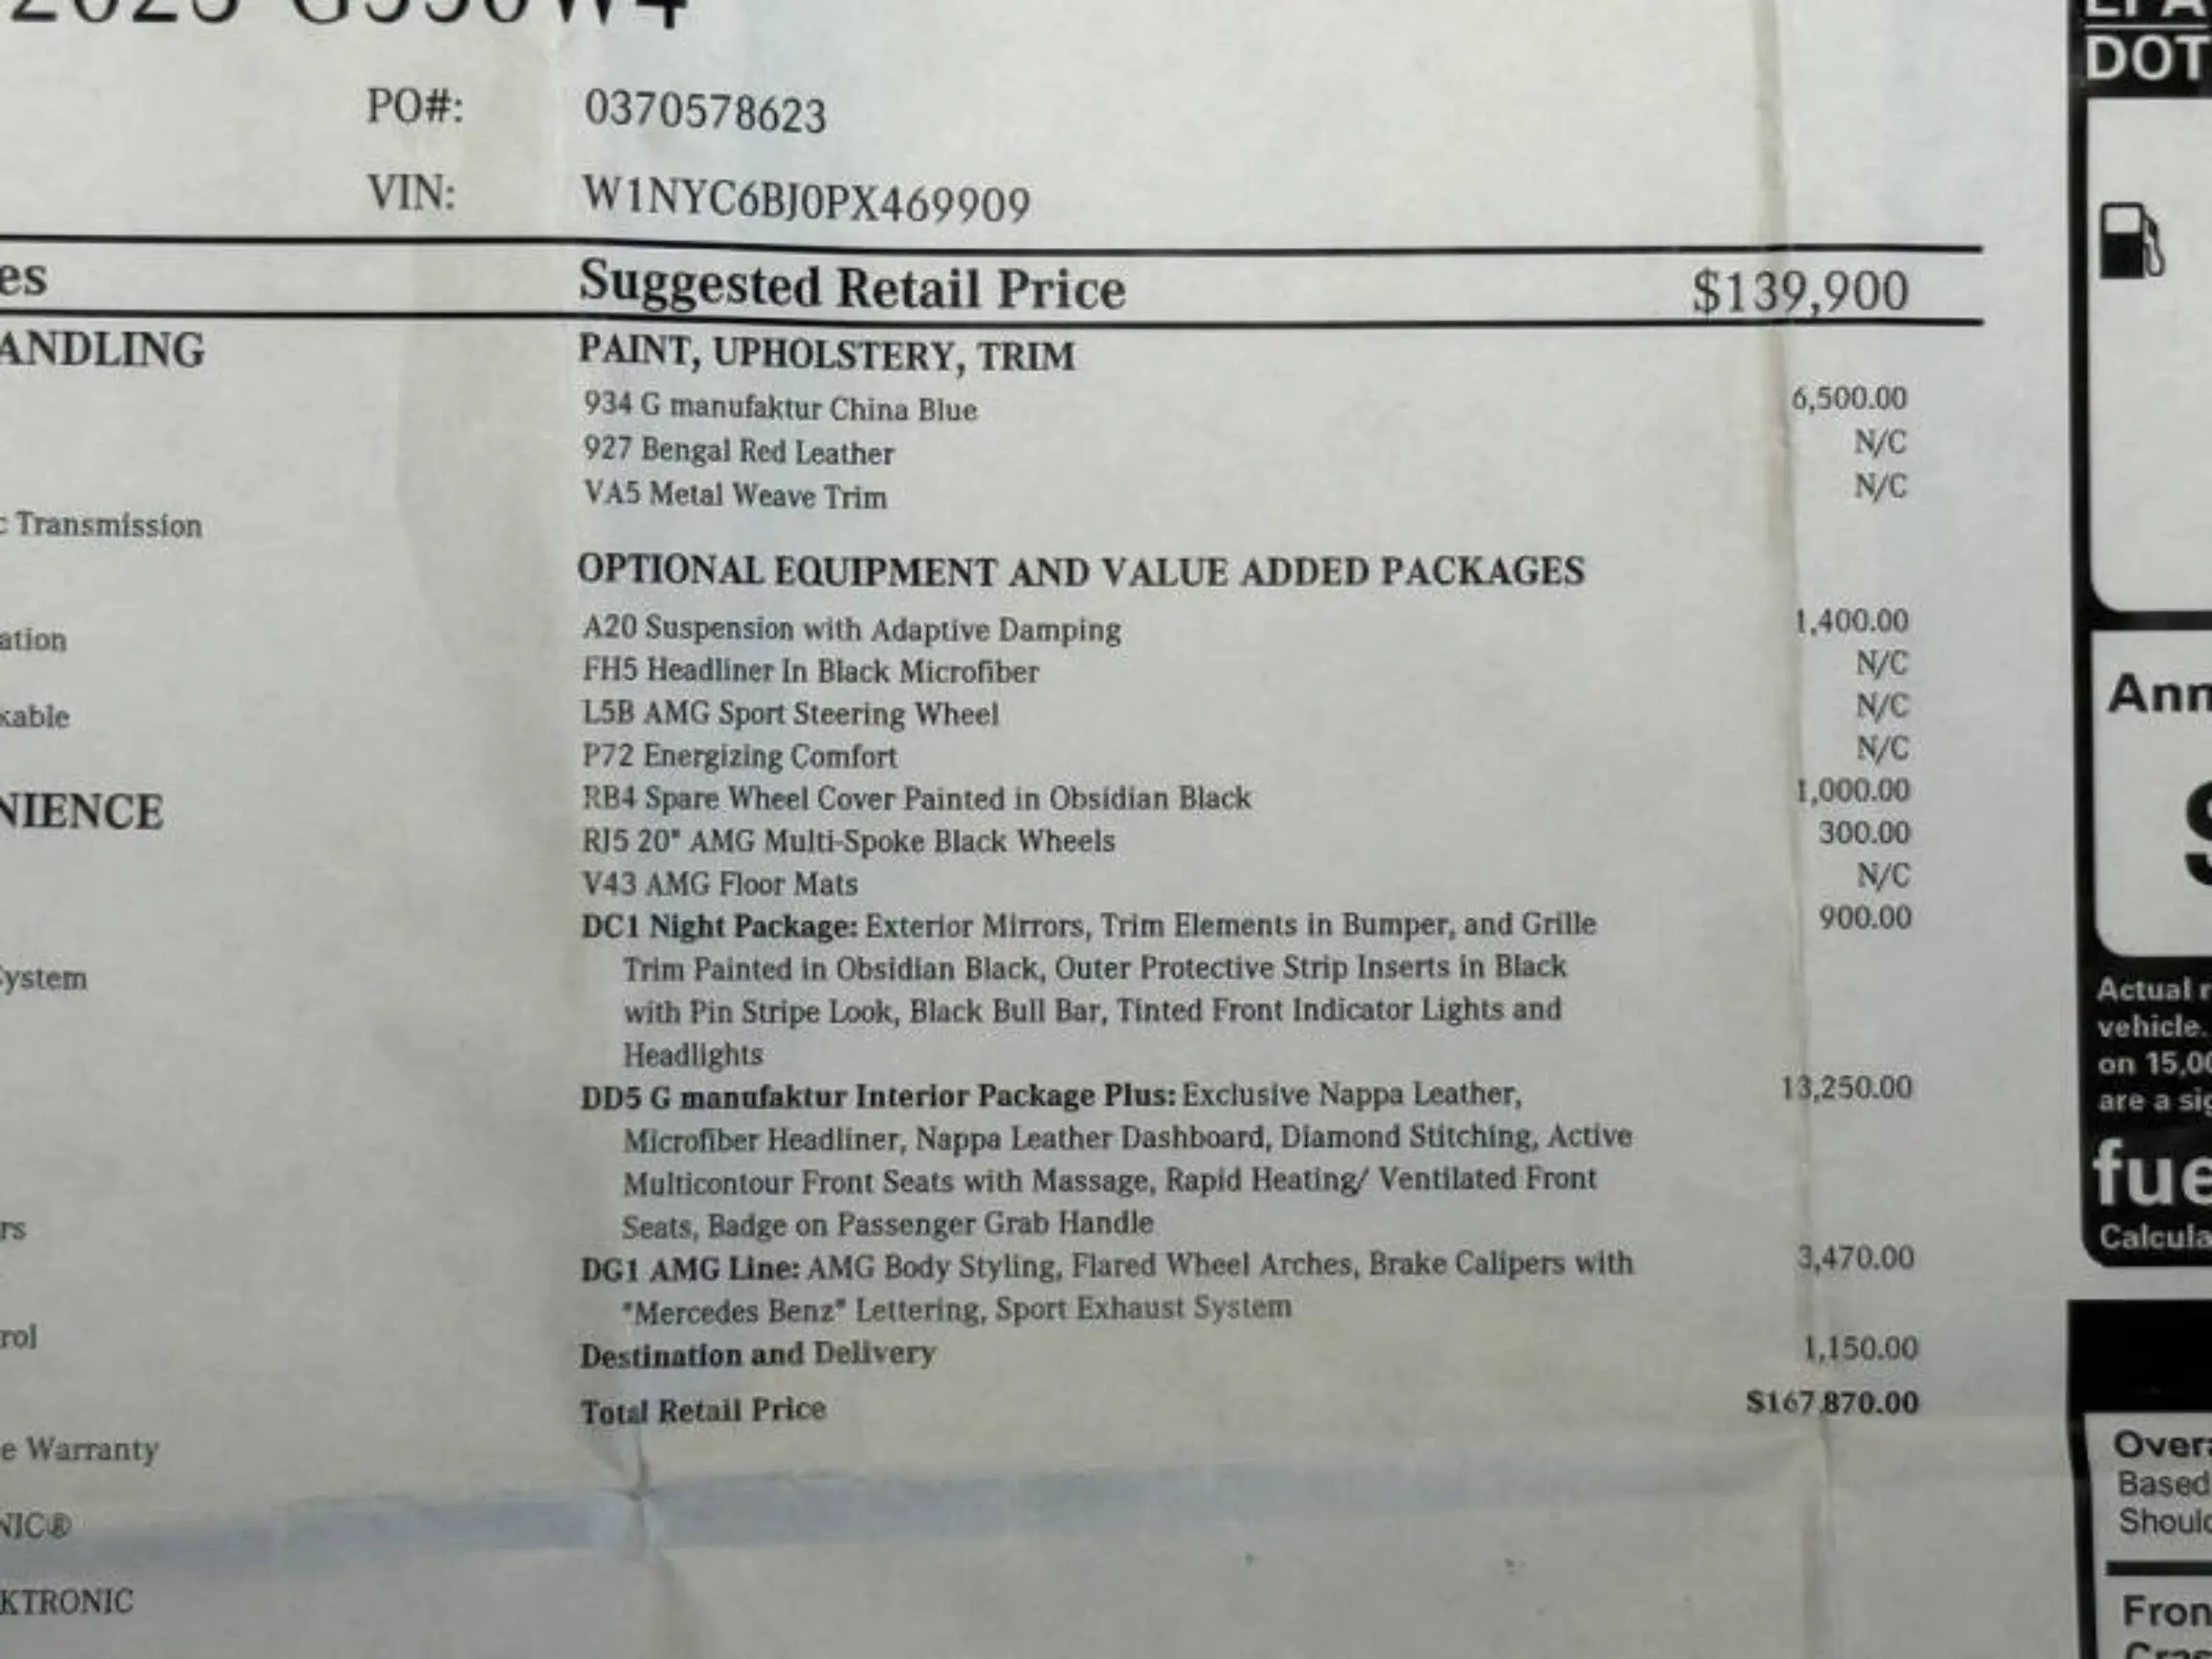 2023 G550W4
PO#: 0370578623
VIN: W1NYC6BJ0PX469909
es
Suggested Retail Price $139,900
ANDLING
Transmission
ation
kable
NIENCE
System
rs
rol
e Warranty
NIC®
KTRONIC
PAINT, UPHOLSTERY, TRIM
934 G manufaktur China Blue 6,500.00
927 Bengal Red Leather N/C
VA5 Metal Weave Trim N/C
OPTIONAL EQUIPMENT AND VALUE ADDED PACKAGES
A20 Suspension with Adaptive Damping 1,400.00
FH5 Headliner In Black Microfiber N/C
L5B AMG Sport Steering Wheel N/C
P72 Energizing Comfort N/C
RB4 Spare Wheel Cover Painted in Obsidian Black 1,000.00
RJ5 20" AMG Multi-Spoke Black Wheels 300.00
V43 AMG Floor Mats N/C
DC1 Night Package: Exterior Mirrors, Trim Elements in Bumper, and Grille 900.00
Trim Painted in Obsidian Black, Outer Protective Strip Inserts in Black
with Pin Stripe Look, Black Bull Bar, Tinted Front Indicator Lights and
Headlights
DD5 G manufaktur Interior Package Plus: Exclusive Nappa Leather, 13,250.00
Microfiber Headliner, Nappa Leather Dashboard, Diamond Stitching, Active
Multicontour Front Seats with Massage, Rapid Heating/ Ventilated Front
Seats, Badge on Passenger Grab Handle
DG1 AMG Line: AMG Body Styling, Flared Wheel Arches, Brake Calipers with 3,470.00
"Mercedes Benz" Lettering, Sport Exhaust System
Destination and Delivery 1,150.00
Total Retail Price $167,870.00
EPA
DOT
Ann
$
Actual r
vehicle.
on 15,00
are a sig
fue
Calcula
Overa
Based
Should
Fron
Cras